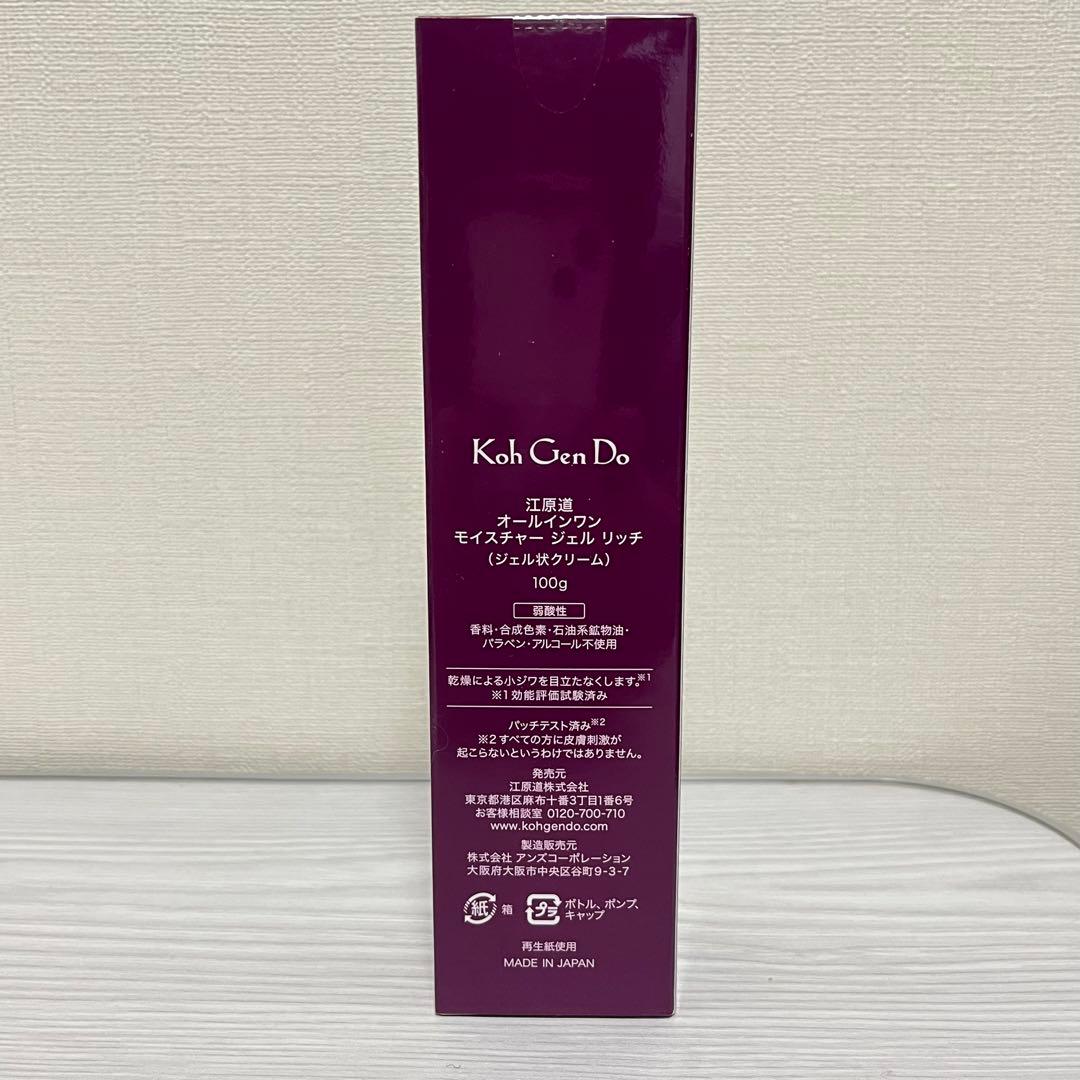 Koh Gen Do
江原道
オールインワン
モイスチャー ジェル リッチ
（ジェル状クリーム）
100g
弱酸性
香料・合成色素・石油系鉱物油・
パラベン・アルコール不使用
乾燥による小ジワを目立たなくします。※1
※1効能評価試験済み
パッチテスト済み※2
※2 すべての方に皮膚刺激が
起こらないというわけではありません。
発売元
江原道株式会社
東京都港区麻布十番3丁目1番6号
お客様相談室 0120-700-710
www.kohgendo.com
製造販売元
株式会社 アンズコーポレーション
大阪府大阪市中央区谷町9-3-7
紙 箱 プラ ボトル、ポンプ、
キャップ
再生紙使用
MADE IN JAPAN